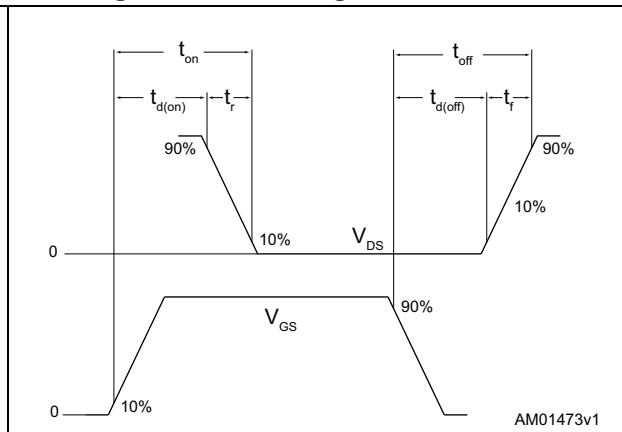 t_on t_off
t_d(on) t_r t_d(off) t_f
90% 90%
10%
0 10% V_DS
90%
V_GS
0 10%
AM01473v1